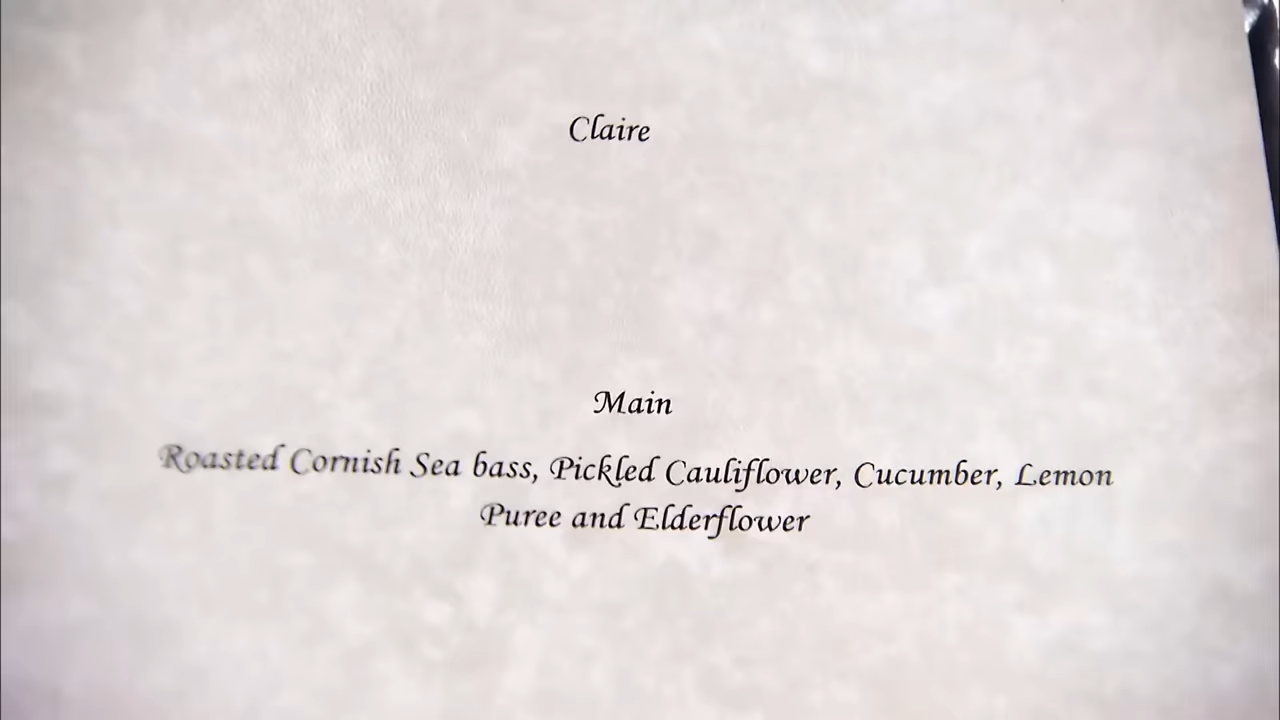 Claire
Main
Roasted Cornish Sea bass, Pickled Cauliflower, Cucumber, Lemon
Puree and Elderflower